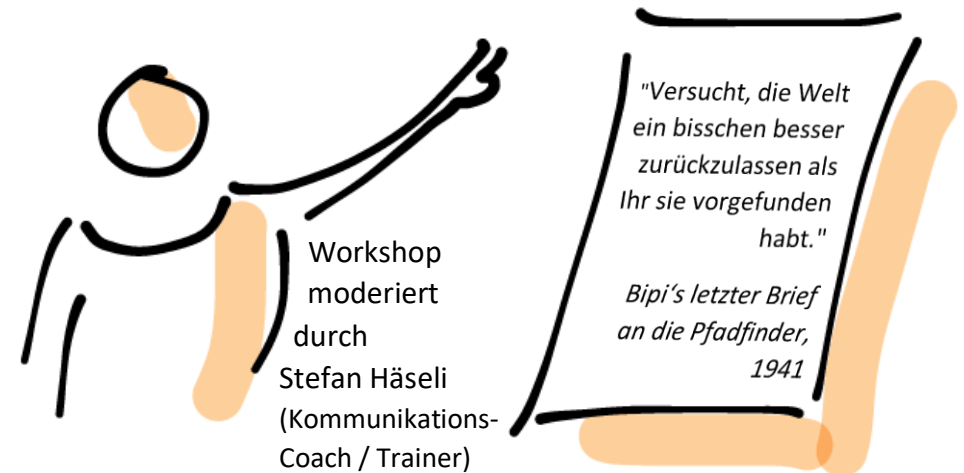 Workshop
moderiert
durch
Stefan Häseli
(Kommunikations-
Coach / Trainer)
"Versucht, die Welt
ein bisschen besser
zurückzulassen als
Ihr sie vorgefunden
habt."
Bipi‘s letzter Brief
an die Pfadfinder,
1941